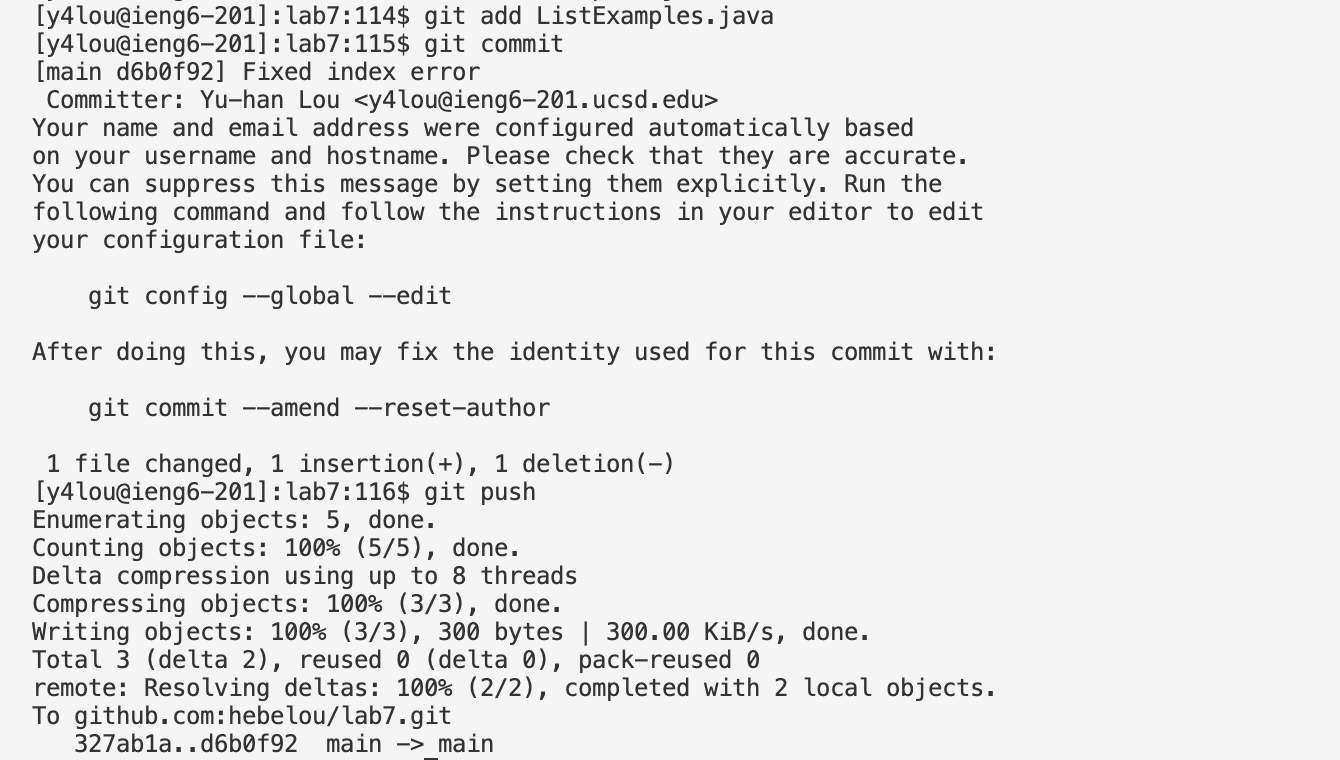 [y4lou@ieng6-201]:lab7:114$ git add ListExamples.java
[y4lou@ieng6-201]:lab7:115$ git commit
[main d6b0f92] Fixed index error
 Committer: Yu-han Lou <y4lou@ieng6-201.ucsd.edu>
Your name and email address were configured automatically based
on your username and hostname. Please check that they are accurate.
You can suppress this message by setting them explicitly. Run the
following command and follow the instructions in your editor to edit
your configuration file:

    git config --global --edit

After doing this, you may fix the identity used for this commit with:

    git commit --amend --reset-author

 1 file changed, 1 insertion(+), 1 deletion(-)
[y4lou@ieng6-201]:lab7:116$ git push
Enumerating objects: 5, done.
Counting objects: 100% (5/5), done.
Delta compression using up to 8 threads
Compressing objects: 100% (3/3), done.
Writing objects: 100% (3/3), 300 bytes | 300.00 KiB/s, done.
Total 3 (delta 2), reused 0 (delta 0), pack-reused 0
remote: Resolving deltas: 100% (2/2), completed with 2 local objects.
To github.com:hebelou/lab7.git
   327ab1a..d6b0f92  main -> main